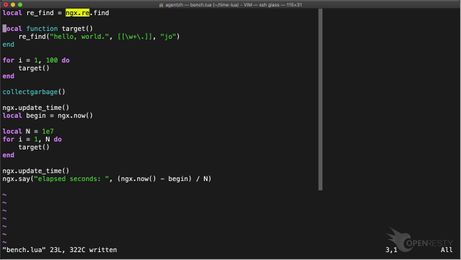 agentzh — bench.lua (~/time-lua) - VIM — ssh glass — 115×31
local re_find = ngx.re.find
local function target()
    re_find("hello, world.", [[\w+\.]], "jo")
end
for i = 1, 100 do
    target()
end
collectgarbage()
ngx.update_time()
local begin = ngx.now()
local N = 1e7
for i = 1, N do
    target()
end
ngx.update_time()
ngx.say("elapsed seconds: ", (ngx.now() - begin) / N)
~
~
~
~
~
~
"bench.lua" 23L, 322C written 3,1 All
OPENRESTY